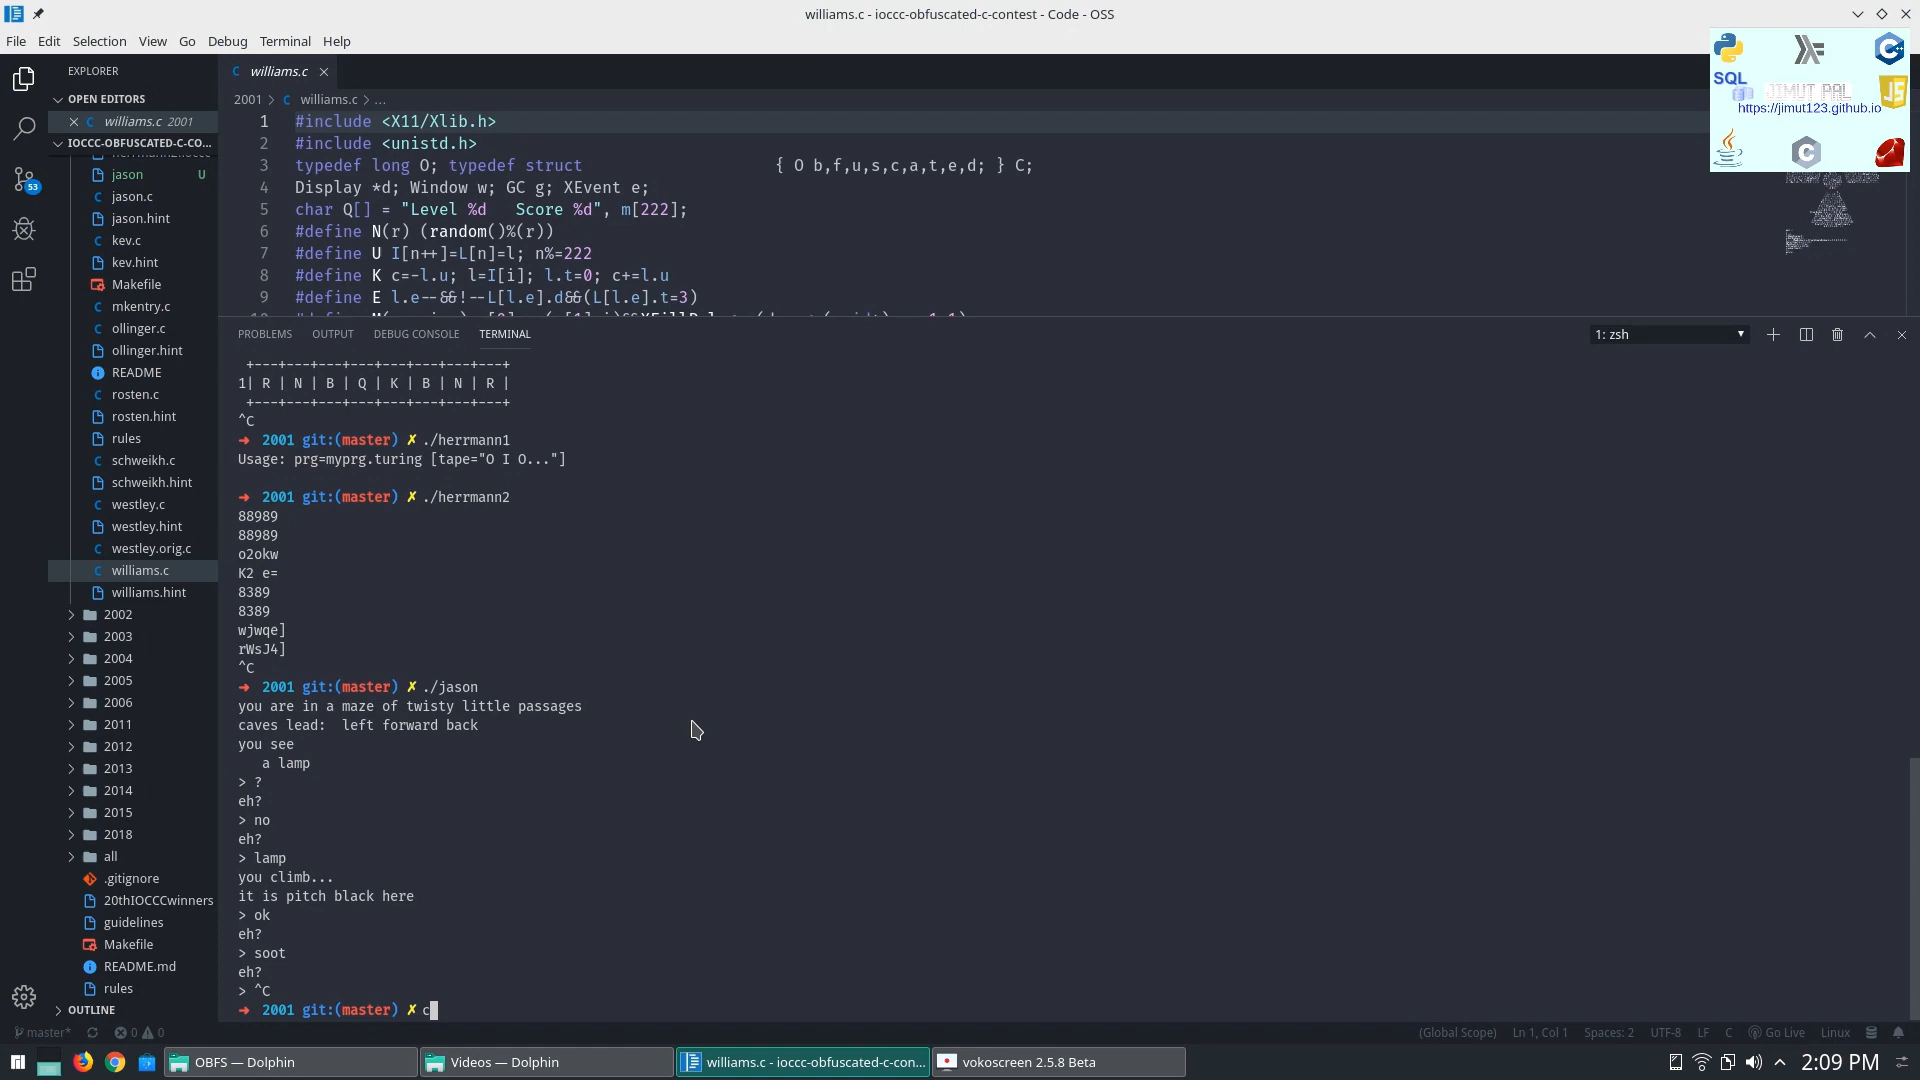 williams.c - ioccc-obfuscated-c-contest - Code - OSS
File Edit Selection View Go Debug Terminal Help
SQL
JS
JIMUT PAL
https://jimut123.github.io
C
EXPLORER
OPEN EDITORS
williams.c 2001
IOCCC-OBFUSCATED-C-CO...
jason U
jason.c
jason.hint
kev.c
kev.hint
Makefile
mkentry.c
ollinger.c
ollinger.hint
README
rosten.c
rosten.hint
rules
schweikh.c
schweikh.hint
westley.c
westley.hint
westley.orig.c
williams.c
williams.hint
2002
2003
2004
2005
2006
2011
2012
2013
2014
2015
2018
all
.gitignore
20thIOCCCwinners
guidelines
Makefile
README.md
rules
OUTLINE
53
williams.c
2001 > C williams.c > ...
1 #include <X11/Xlib.h>
2 #include <unistd.h>
3 typedef long O; typedef struct { O b,f,u,s,c,a,t,e,d; } C;
4 Display *d; Window w; GC g; XEvent e;
5 char Q[] = "Level %d Score %d", m[222];
6 #define N(r) (random()%(r))
7 #define U I[n++]=L[n]=l; n%=222
8 #define K c=-l.u; l=I[i]; l.t=0; c+=l.u
9 #define E l.e--&&!--L[l.e].d&&(L[l.e].t=3)
PROBLEMS OUTPUT DEBUG CONSOLE TERMINAL 1: zsh
+---+---+---+---+---+---+---+---+
1| R | N | B | Q | K | B | N | R |
+---+---+---+---+---+---+---+---+
^C
➜ 2001 git:(master) ✗ ./herrmann1
Usage: prg=myprg.turing [tape="O I O..."]
➜ 2001 git:(master) ✗ ./herrmann2
88989
88989
o2okw
K2 e=
8389
8389
wjwqe]
rWsJ4]
^C
➜ 2001 git:(master) ✗ ./jason
you are in a maze of twisty little passages
caves lead: left forward back
you see
a lamp
> ?
eh?
> no
eh?
> lamp
you climb...
it is pitch black here
> ok
eh?
> soot
eh?
> ^C
➜ 2001 git:(master) ✗ c
master* 0 0 (Global Scope) Ln 1, Col 1 Spaces: 2 UTF-8 LF C Go Live Linux
OBFS — Dolphin Videos — Dolphin williams.c - ioccc-obfuscated-c-con... vokoscreen 2.5.8 Beta 2:09 PM